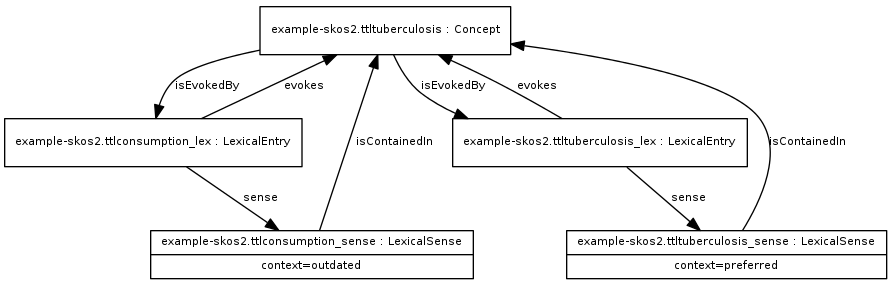 example-skos2.ttltuberculosis : Concept
isEvokedBy
evokes
isEvokedBy
evokes
example-skos2.ttlconsumption_lex : LexicalEntry
isContainedIn
example-skos2.ttltuberculosis_lex : LexicalEntry
isContainedIn
sense
sense
example-skos2.ttlconsumption_sense : LexicalSense
context=outdated
example-skos2.ttltuberculosis_sense : LexicalSense
context=preferred